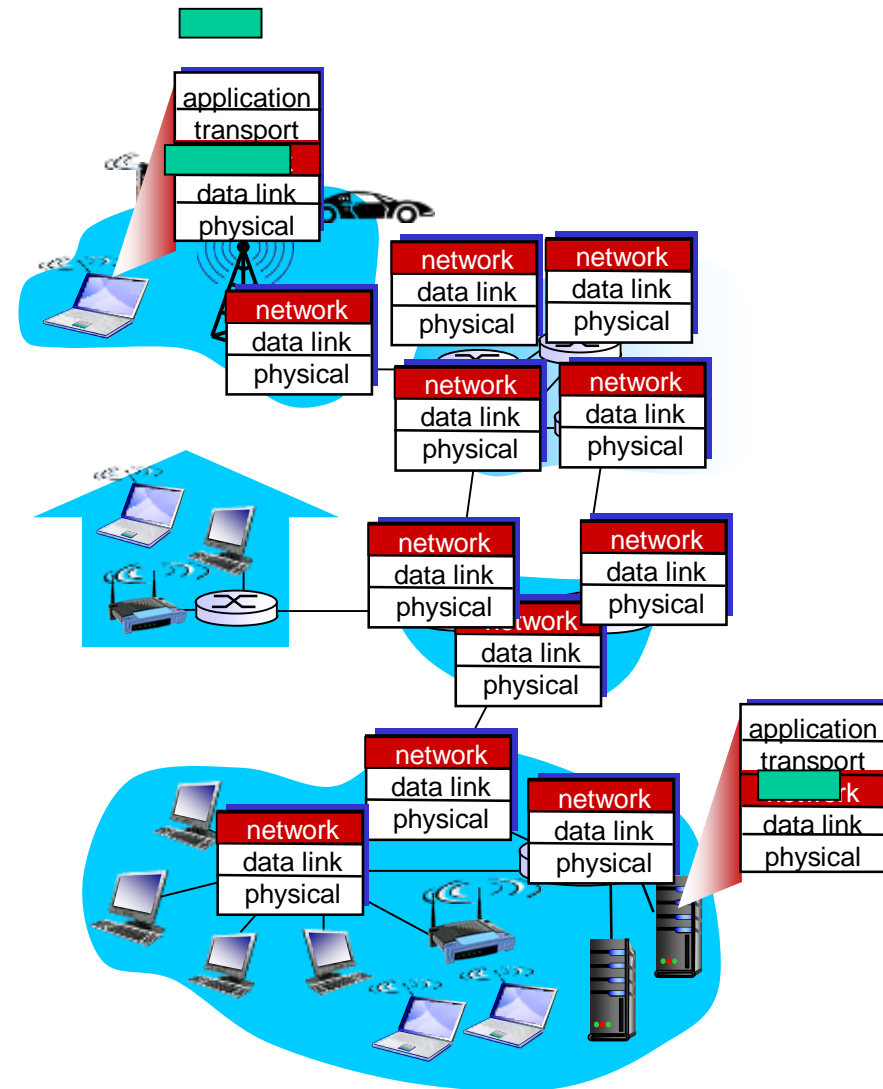 application
transport
data link
physical
network
data link
physical
network
data link
physical
network
data link
physical
network
data link
physical
network
data link
physical
network
data link
physical
network
data link
physical
network
data link
physical
network
data link
physical
network
data link
physical
network
data link
physical
application
transport
network
data link
physical